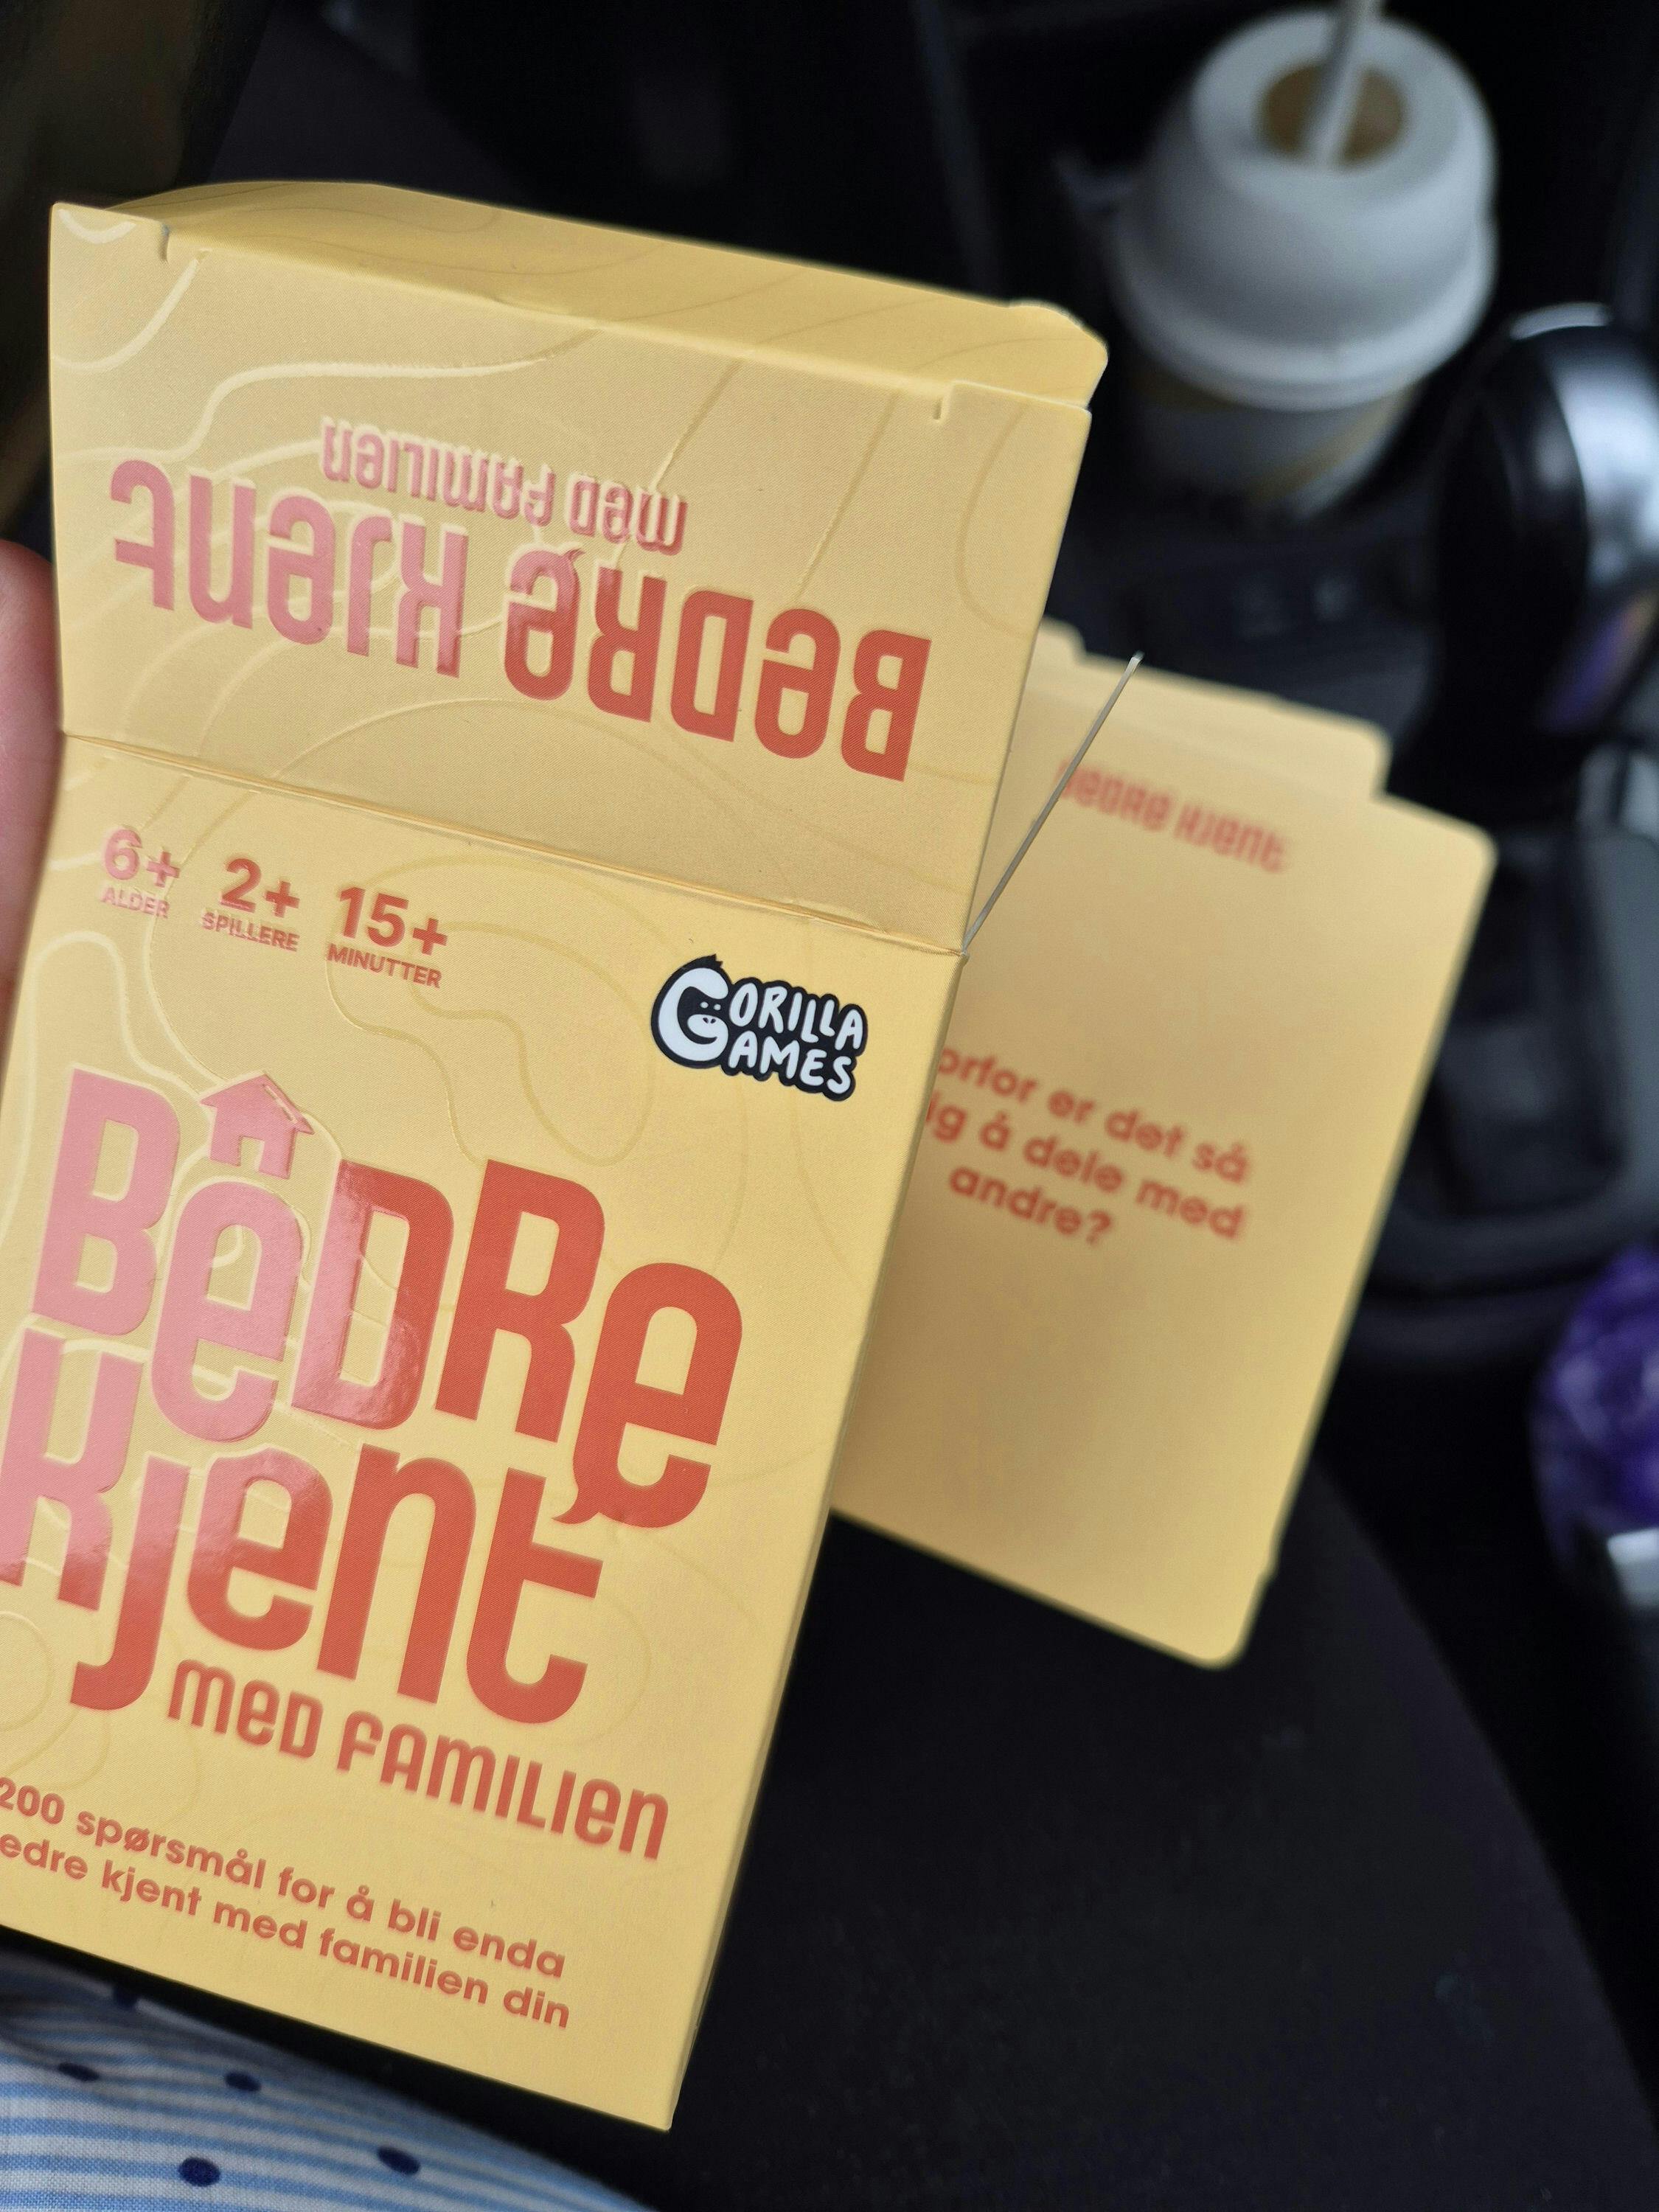 BEDRE KJENT
MED FAMILIEN
6+ 2+ 15+
ALDER SPILLERE MINUTTER
GORILLA
GAMES
BEDRE
KJENT
MED FAMILIEN
200 spørsmål for å bli enda
kjent med familien din
BEDRE KJENT
er det så
å dele med
andre?